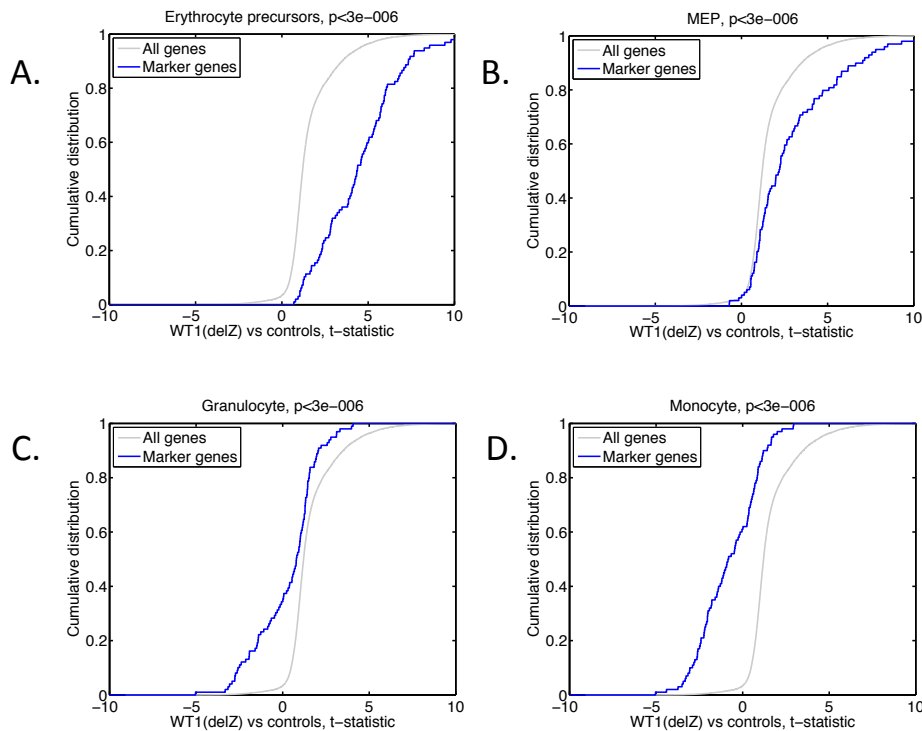 A.
Erythrocyte precursors, p<3e−006
All genes
Marker genes
Cumulative distribution
1
0.8
0.6
0.4
0.2
0
−10
−5
0
5
10
WT1(delZ) vs controls, t−statistic
B.
MEP, p<3e−006
All genes
Marker genes
Cumulative distribution
1
0.8
0.6
0.4
0.2
0
−10
−5
0
5
10
WT1(delZ) vs controls, t−statistic
C.
Granulocyte, p<3e−006
All genes
Marker genes
Cumulative distribution
1
0.8
0.6
0.4
0.2
0
−10
−5
0
5
10
WT1(delZ) vs controls, t−statistic
D.
Monocyte, p<3e−006
All genes
Marker genes
Cumulative distribution
1
0.8
0.6
0.4
0.2
0
−10
−5
0
5
10
WT1(delZ) vs controls, t−statistic